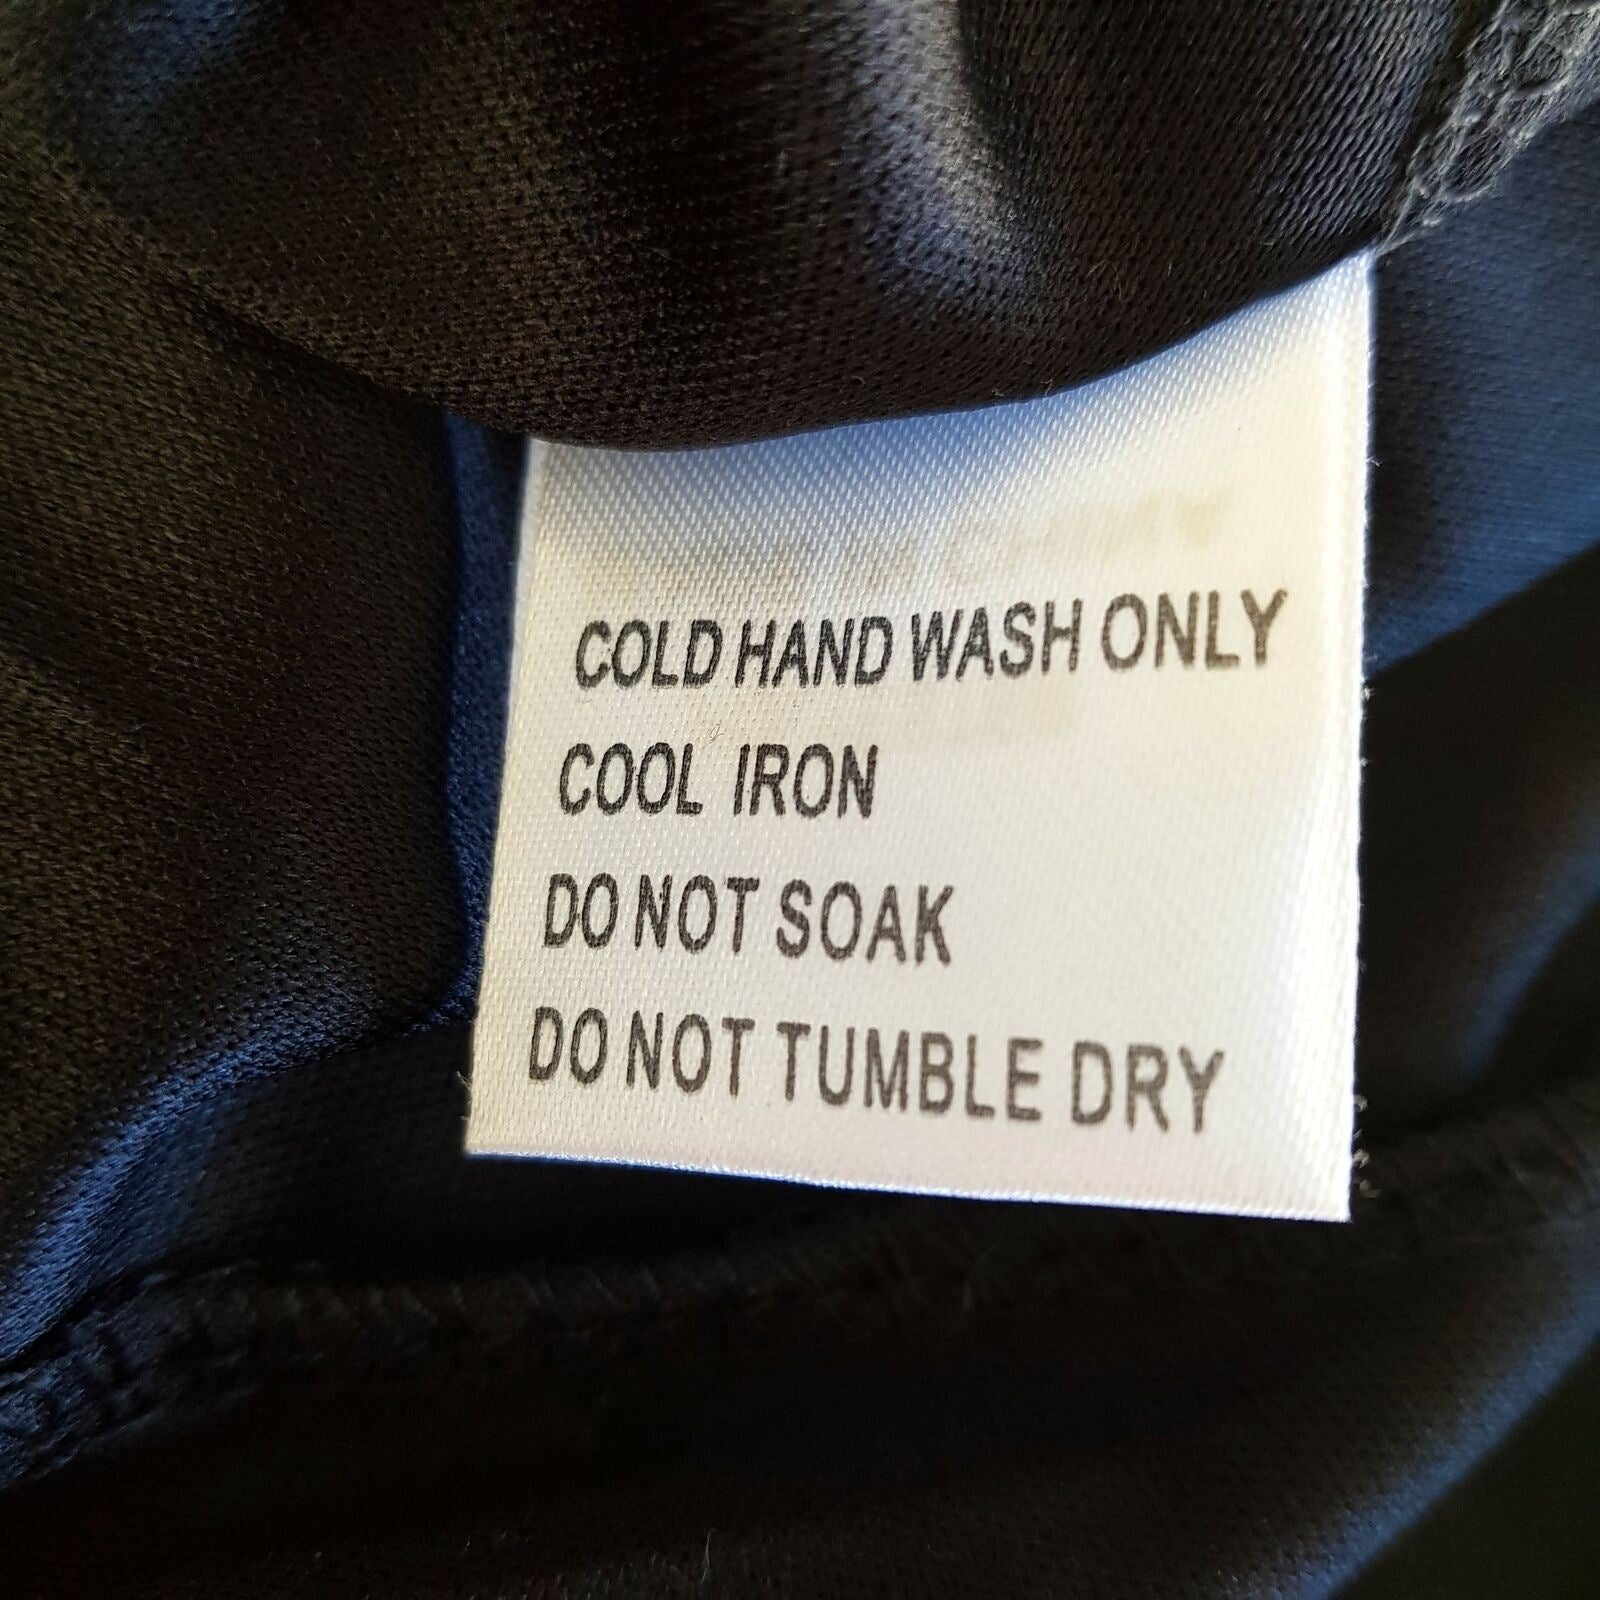 COLD HAND WASH ONLY
COOL IRON
DO NOT SOAK
DO NOT TUMBLE DRY